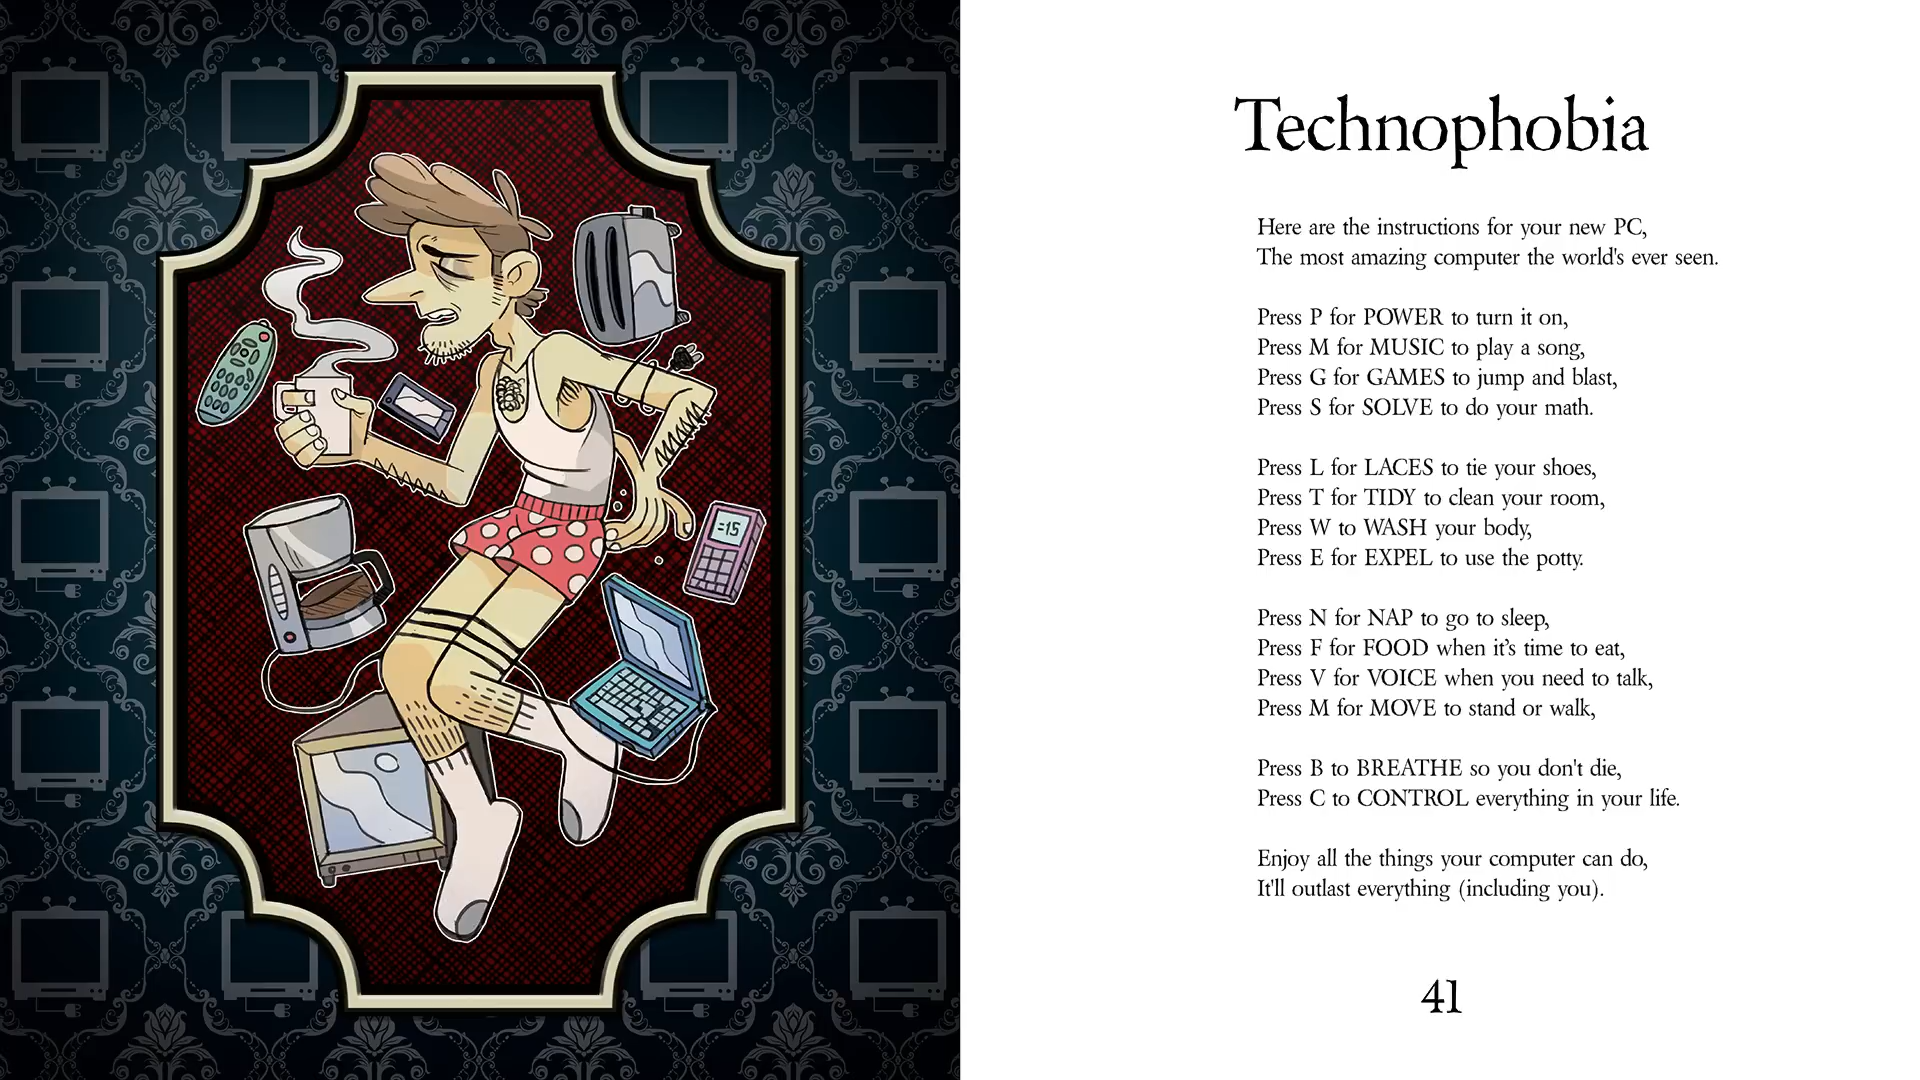 =15
Technophobia
Here are the instructions for your new PC,
The most amazing computer the world's ever seen.
Press P for POWER to turn it on,
Press M for MUSIC to play a song,
Press G for GAMES to jump and blast,
Press S for SOLVE to do your math.
Press L for LACES to tie your shoes,
Press T for TIDY to clean your room,
Press W to WASH your body,
Press E for EXPEL to use the potty.
Press N for NAP to go to sleep,
Press F for FOOD when it’s time to eat,
Press V for VOICE when you need to talk,
Press M for MOVE to stand or walk,
Press B to BREATHE so you don't die,
Press C to CONTROL everything in your life.
Enjoy all the things your computer can do,
It'll outlast everything (including you).
41